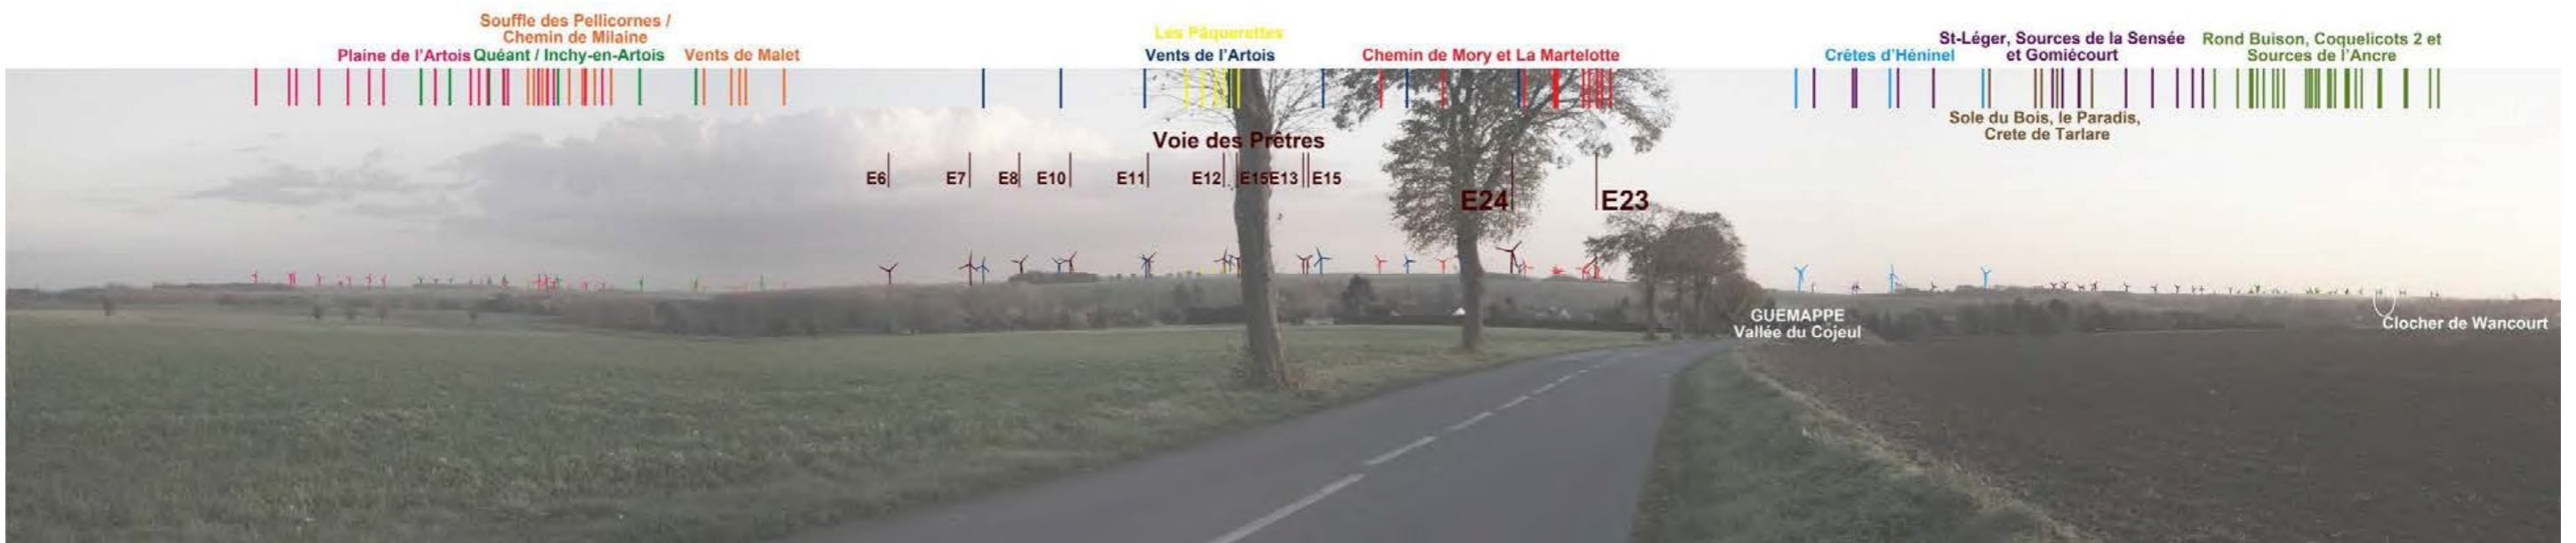 Souffle des Pellicornes /
Chemin de Milaine
Plaine de l'Artois
Quéant / Inchy-en-Artois
Vents de Malet
Les Pâquerettes
Vents de l'Artois
Chemin de Mory et La Martelotte
Crêtes d'Héninel
St-Léger, Sources de la Sensée
et Gomiécourt
Rond Buison, Coquelicots 2 et
Sources de l'Ancre
Sole du Bois, le Paradis,
Crete de Tarlare
Voie des Prêtres
E6 E7 E8 E10 E11 E12 E15 E13 E15
E24 E23
GUEMAPPE
Vallée du Cojeul
Clocher de Wancourt